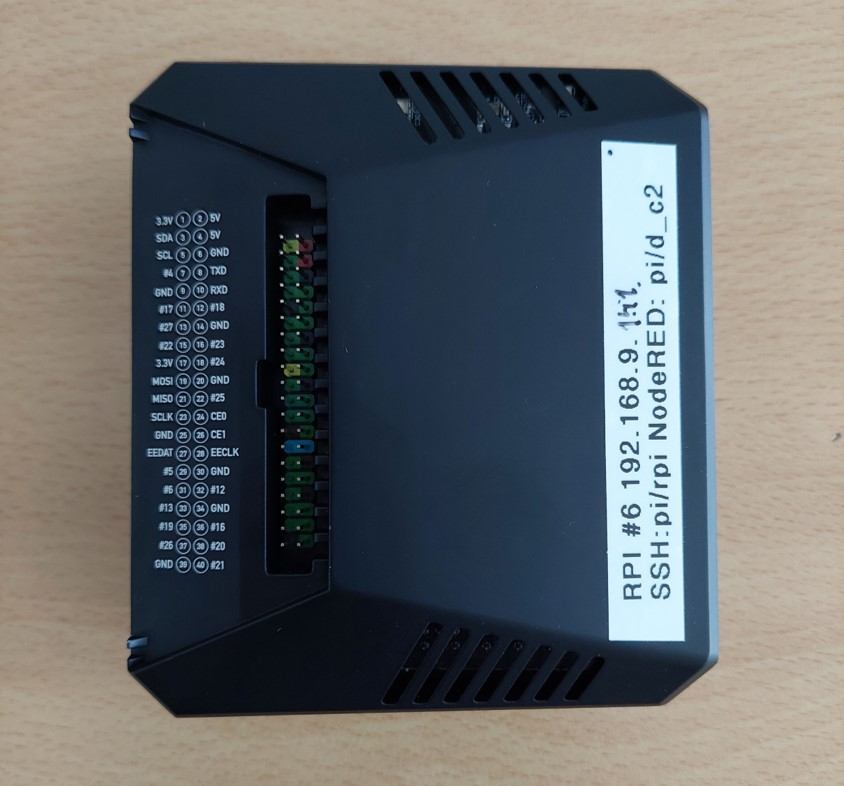 3.3V 1 2 5V
SDA 3 4 5V
SCL 5 6 GND
#4 7 8 TXD
GND 9 10 RXD
#17 11 12 #18
#27 13 14 GND
#22 15 16 #23
3.3V 17 18 #24
MOSI 19 20 GND
MISO 21 22 #25
SCLK 23 24 CE0
GND 25 26 CE1
EEDAT 27 28 EECLK
#5 29 30 GND
#6 31 32 #12
#13 33 34 GND
#19 35 36 #16
#26 37 38 #20
GND 39 40 #21
RPI #6 192.168.9.
SSH:pi/rpi NodeRED: pi/d_c2